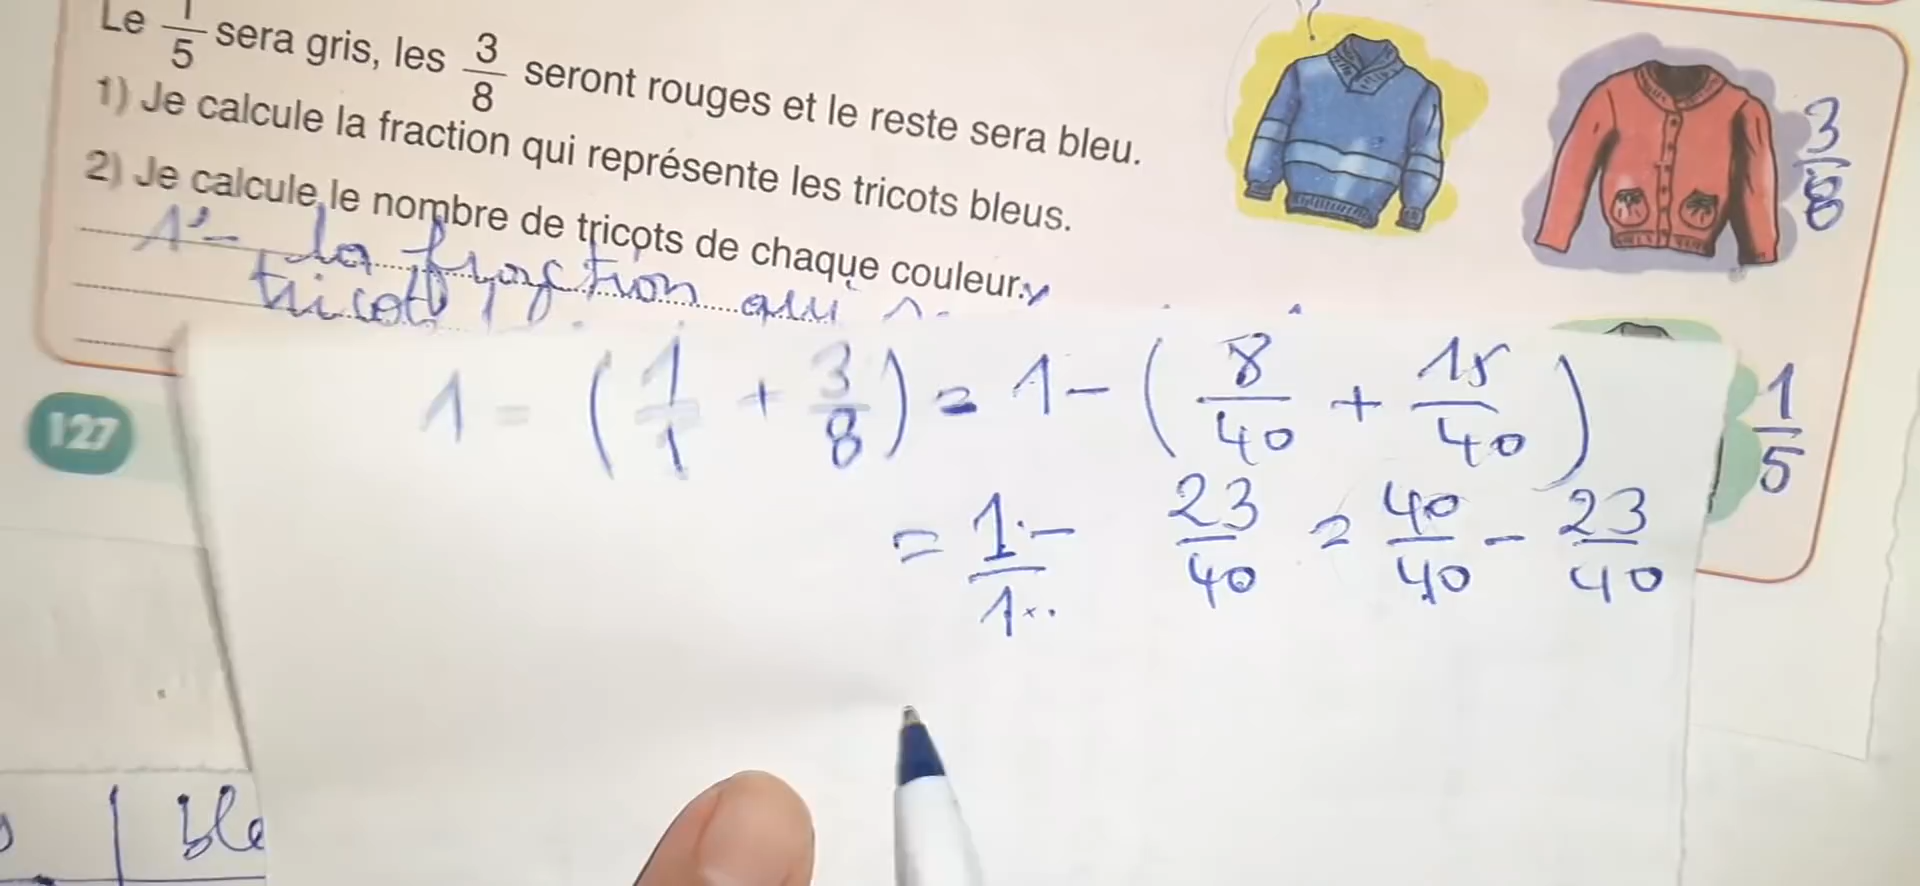 Le 1/5 sera gris, les 3/8 seront rouges et le reste sera bleu.
1) Je calcule la fraction qui représente les tricots bleus.
2) Je calcule le nombre de tricots de chaque couleur.
1°- la fraction qui
tricots
3/8
1 = (1/1 + 3/8) = 1 - (8/40 + 15/40)
1/5
127
= 1/1 - 23/40 = 40/40 - 23/40
ble